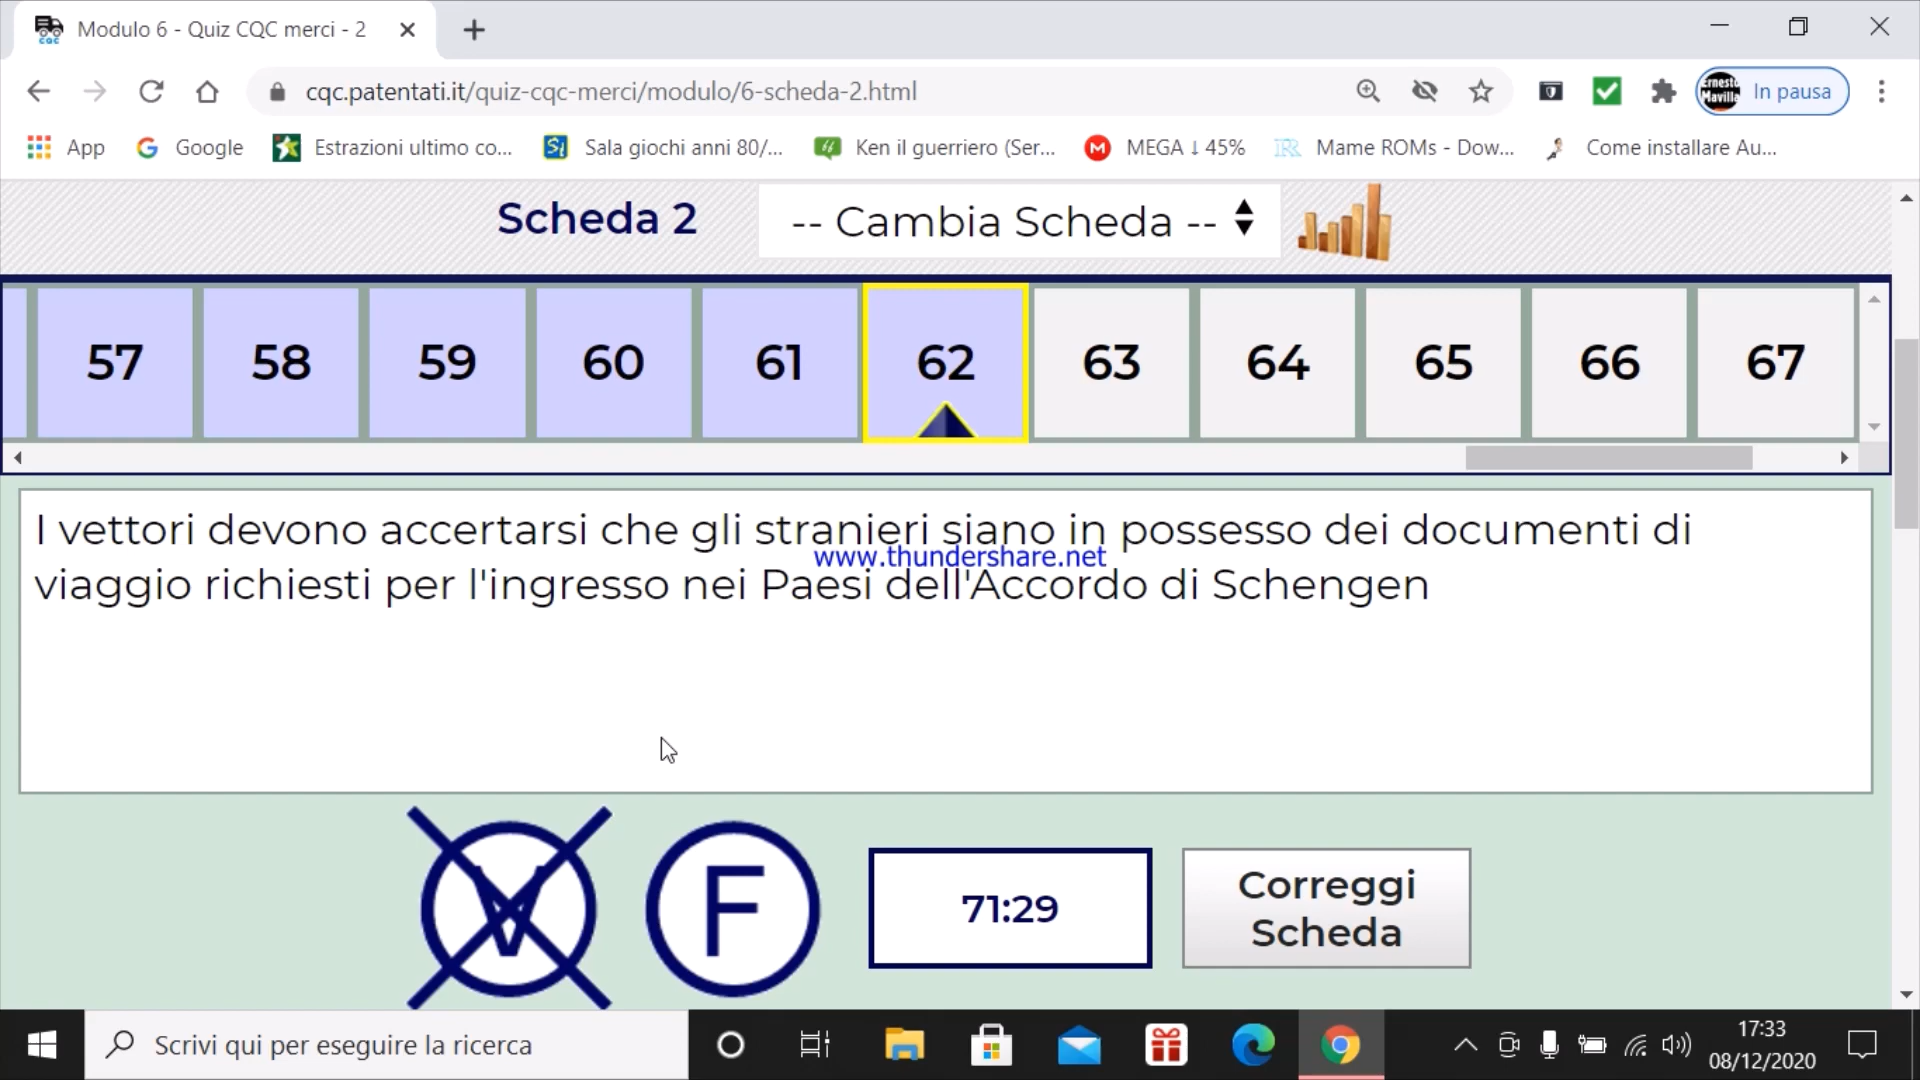 Modulo 6 - Quiz CQC merci - 2
cqc.patentati.it/quiz-cqc-merci/modulo/6-scheda-2.html
In pausa
App
Google
Estrazioni ultimo co...
Sala giochi anni 80/...
Ken il guerriero (Ser...
MEGA ↓ 45%
Mame ROMs - Dow...
Come installare Au...
Scheda 2
-- Cambia Scheda --
57 58 59 60 61 62 63 64 65 66 67
I vettori devono accertarsi che gli stranieri siano in possesso dei documenti di
www.thundershare.net
viaggio richiesti per l'ingresso nei Paesi dell'Accordo di Schengen
V
F
71:29
Correggi
Scheda
Scrivi qui per eseguire la ricerca
17:33
08/12/2020